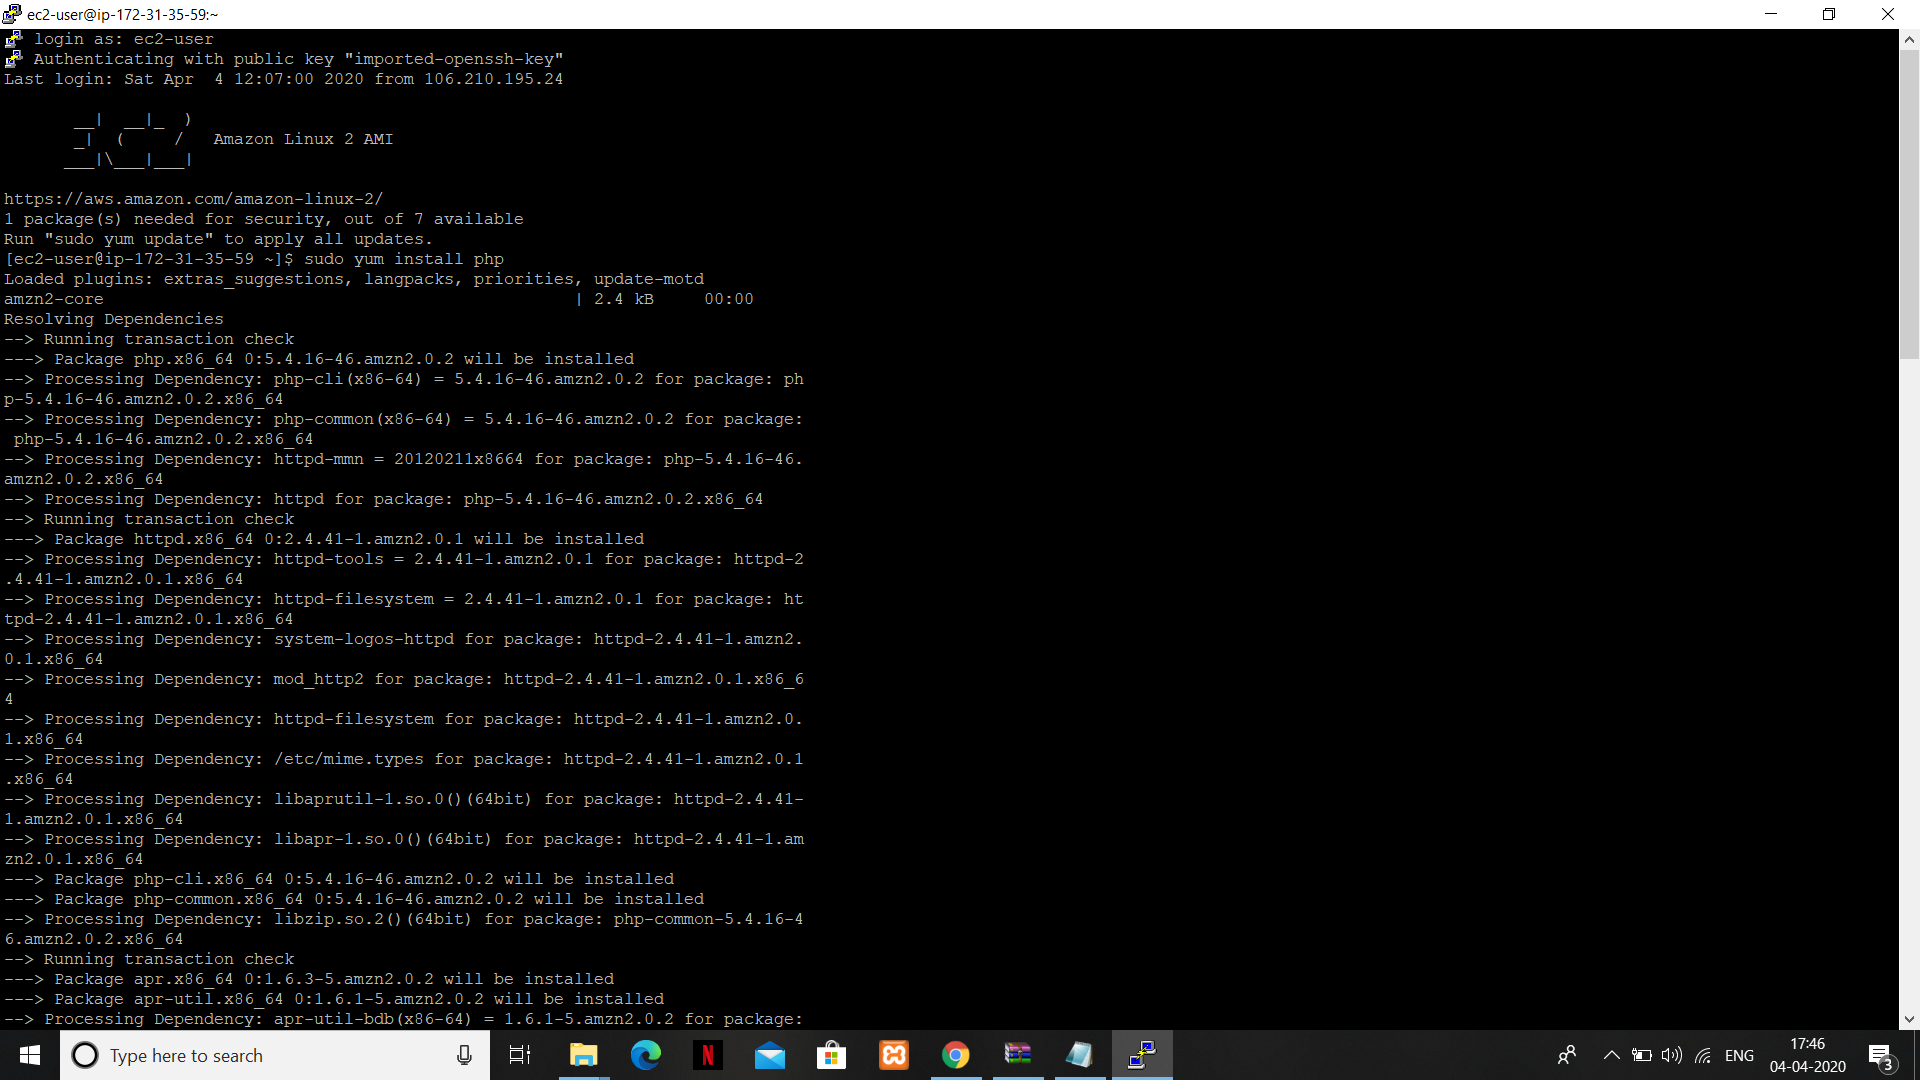 ec2-user@ip-172-31-35-59:~
login as: ec2-user
Authenticating with public key "imported-openssh-key"
Last login: Sat Apr  4 12:07:00 2020 from 106.210.195.24
       __|  __|_  )
       _|  (     /   Amazon Linux 2 AMI
      ___|\___|___|
https://aws.amazon.com/amazon-linux-2/
1 package(s) needed for security, out of 7 available
Run "sudo yum update" to apply all updates.
[ec2-user@ip-172-31-35-59 ~]$ sudo yum install php
Loaded plugins: extras_suggestions, langpacks, priorities, update-motd
amzn2-core                                               | 2.4 kB     00:00
Resolving Dependencies
--> Running transaction check
---> Package php.x86_64 0:5.4.16-46.amzn2.0.2 will be installed
--> Processing Dependency: php-cli(x86-64) = 5.4.16-46.amzn2.0.2 for package: ph
p-5.4.16-46.amzn2.0.2.x86_64
--> Processing Dependency: php-common(x86-64) = 5.4.16-46.amzn2.0.2 for package:
 php-5.4.16-46.amzn2.0.2.x86_64
--> Processing Dependency: httpd-mmn = 20120211x8664 for package: php-5.4.16-46.
amzn2.0.2.x86_64
--> Processing Dependency: httpd for package: php-5.4.16-46.amzn2.0.2.x86_64
--> Running transaction check
---> Package httpd.x86_64 0:2.4.41-1.amzn2.0.1 will be installed
--> Processing Dependency: httpd-tools = 2.4.41-1.amzn2.0.1 for package: httpd-2
.4.41-1.amzn2.0.1.x86_64
--> Processing Dependency: httpd-filesystem = 2.4.41-1.amzn2.0.1 for package: ht
tpd-2.4.41-1.amzn2.0.1.x86_64
--> Processing Dependency: system-logos-httpd for package: httpd-2.4.41-1.amzn2.
0.1.x86_64
--> Processing Dependency: mod_http2 for package: httpd-2.4.41-1.amzn2.0.1.x86_6
4
--> Processing Dependency: httpd-filesystem for package: httpd-2.4.41-1.amzn2.0.
1.x86_64
--> Processing Dependency: /etc/mime.types for package: httpd-2.4.41-1.amzn2.0.1
.x86_64
--> Processing Dependency: libaprutil-1.so.0()(64bit) for package: httpd-2.4.41-
1.amzn2.0.1.x86_64
--> Processing Dependency: libapr-1.so.0()(64bit) for package: httpd-2.4.41-1.am
zn2.0.1.x86_64
---> Package php-cli.x86_64 0:5.4.16-46.amzn2.0.2 will be installed
---> Package php-common.x86_64 0:5.4.16-46.amzn2.0.2 will be installed
--> Processing Dependency: libzip.so.2()(64bit) for package: php-common-5.4.16-4
6.amzn2.0.2.x86_64
--> Running transaction check
---> Package apr.x86_64 0:1.6.3-5.amzn2.0.2 will be installed
---> Package apr-util.x86_64 0:1.6.1-5.amzn2.0.2 will be installed
--> Processing Dependency: apr-util-bdb(x86-64) = 1.6.1-5.amzn2.0.2 for package:
Type here to search
N
ENG
17:46
04-04-2020
3